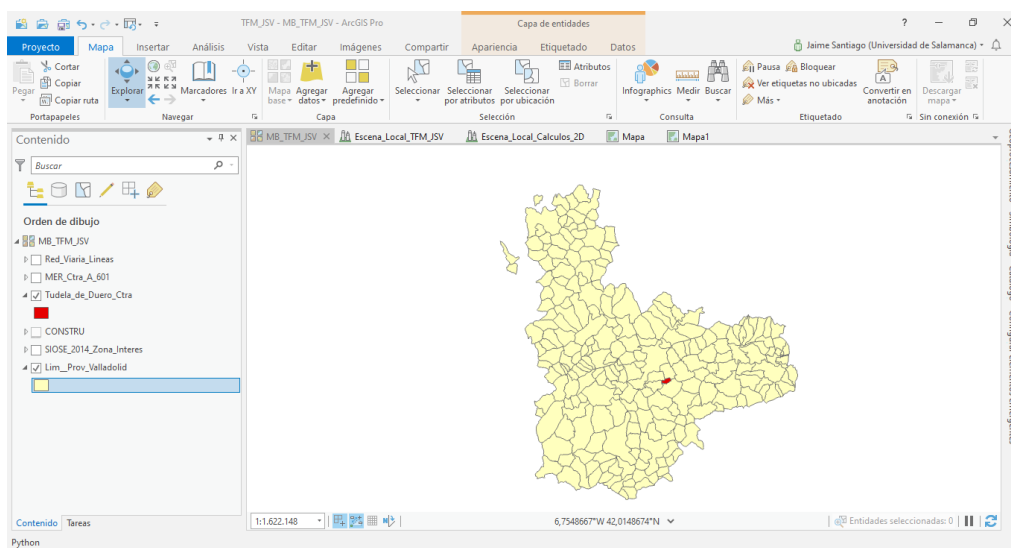 TFM_JSV - MB_TFM_JSV - ArcGIS Pro
Capa de entidades
?
Proyecto Mapa Insertar Análisis Vista Editar Imágenes Compartir Apariencia Etiquetado Datos
Jaime Santiago (Universidad de Salamanca)
Pegar
Cortar
Copiar
Copiar ruta
Portapapeles
Explorar
Marcadores
Ir a XY
Navegar
Mapa base
Agregar datos
Agregar predefinido
Capa
Seleccionar
Seleccionar por atributos
Seleccionar por ubicación
Atributos
Borrar
Selección
Infographics
Medir
Buscar
Consulta
Pausa
Bloquear
Ver etiquetas no ubicadas
Más
Convertir en anotación
Etiquetado
Descargar mapa
Sin conexión
Contenido
MB_TFM_JSV Escena_Local_TFM_JSV Escena_Local_Calculos_2D Mapa Mapa1
Buscar
Orden de dibujo
MB_TFM_JSV
Red_Viaria_Lineas
MER_Ctra_A_601
Tudela_de_Duero_Ctra
CONSTRU
SIOSE_2014_Zona_Interes
Lim__Prov_Valladolid
1:1.622.148
6,7548667°W 42,0148674°N
Entidades seleccionadas: 0
Contenido Tareas
Python